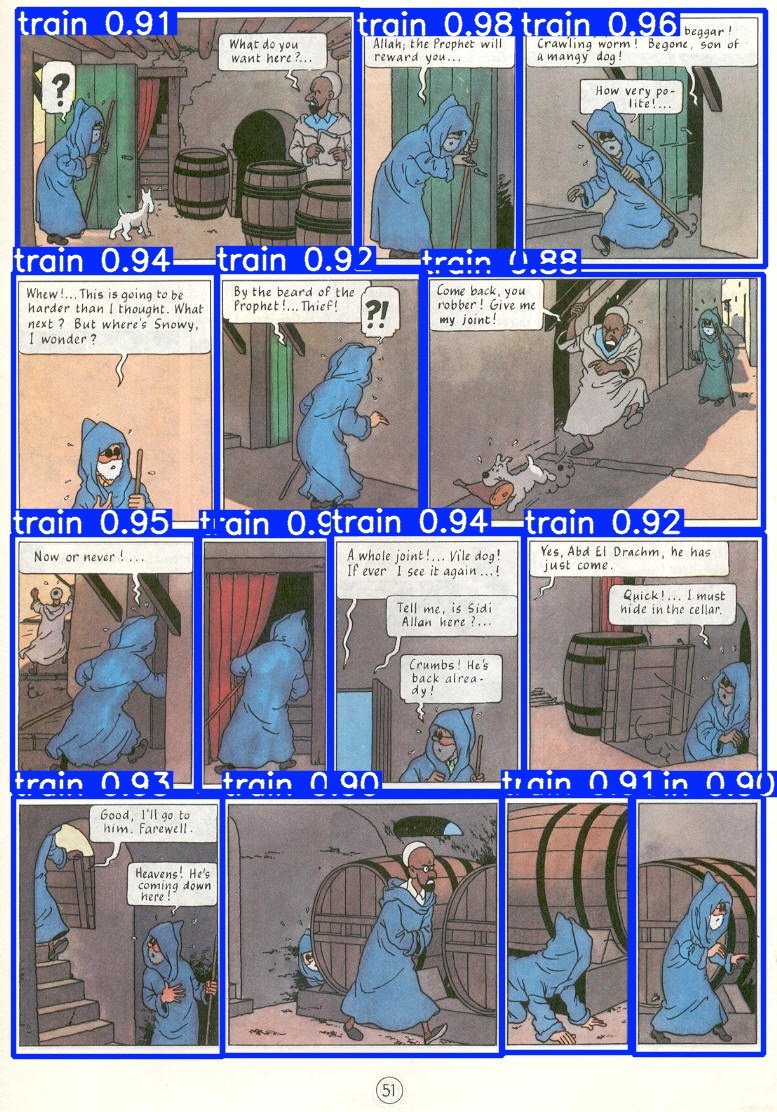 train 0.91
train 0.98
train 0.96
?
What do you
want here?...
Allah; the Prophet will
reward you...
beggar!
Crawling worm! Begone, son of
a mangy dog!
How very po-
lite!...
train 0.94
train 0.92
train 0.88
Whew!... This is going to be
harder than I thought. What
next? But where's Snowy,
I wonder?
By the beard of the
Prophet!... Thief!
?!
Come back, you
robber! Give me
my joint!
train 0.95
train 0.9
train 0.94
train 0.92
Now or never!...
A whole joint!... Vile dog!
If ever I see it again...!
Tell me, is Sidi
Allah here?...
Crumbs! He's
back alrea-
dy!
Yes, Abd El Drachm, he has
just come.
Quick!... I must
hide in the cellar.
train 0.93
train 0.90
train 0.91
in 0.90
Good, I'll go to
him. Farewell.
Heavens! He's
coming down
here!
51